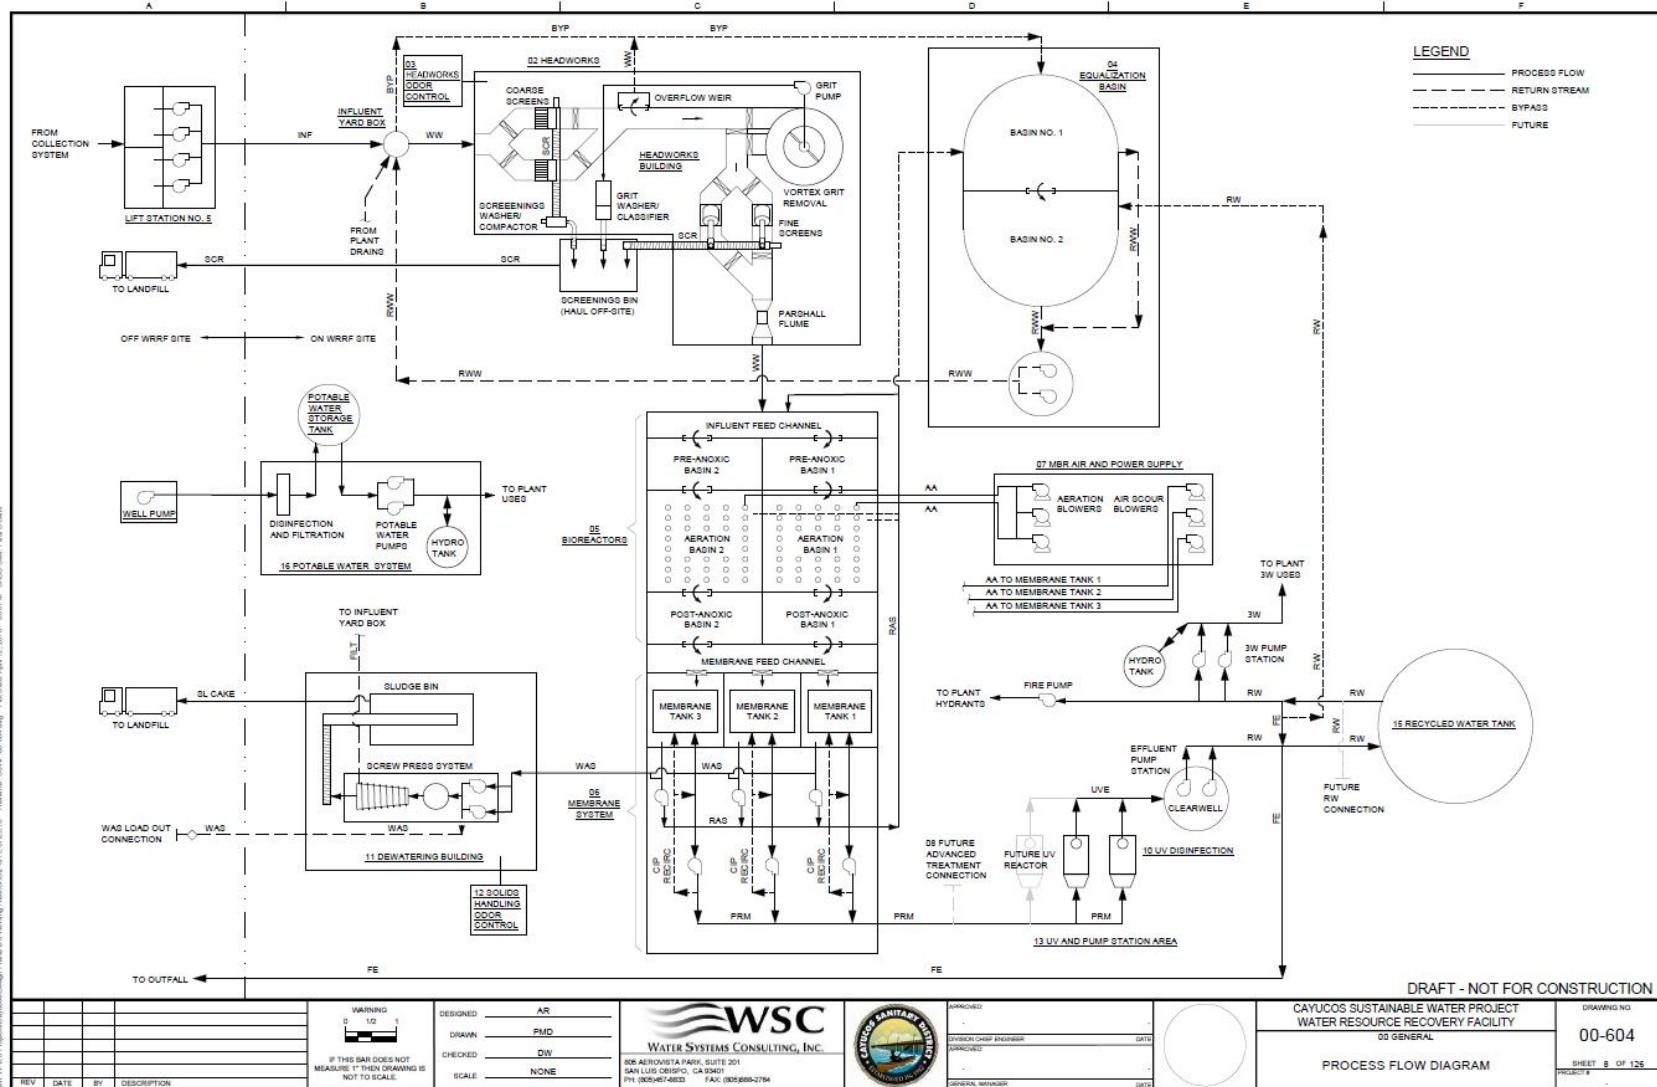 A
B
C
D
E
F
BYP
BYP
LEGEND
PROCESS FLOW
RETURN STREAM
BYPASS
FUTURE
03
HEADWORKS
ODOR
CONTROL
02 HEADWORKS
BYP
WW
COARSE
SCREENS
OVERFLOW WEIR
GRIT
PUMP
04
EQUALIZATION
BASIN
FROM
COLLECTION
SYSTEM
INFLUENT
YARD BOX
INF
WW
SCR
HEADWORKS
BUILDING
BASIN NO. 1
VORTEX GRIT
REMOVAL
LIFT STATION NO. 5
SCREEENINGS
WASHER/
COMPACTOR
GRIT
WASHER/
CLASSIFIER
FINE
SCREENS
RW
FROM
PLANT
DRAINS
SCR
BASIN NO. 2
RWW
SCR
SCR
TO LANDFILL
SCREENINGS BIN
(HAUL OFF-SITE)
PARSHALL
FLUME
RWW
RWW
RW
OFF WRRF SITE
ON WRRF SITE
WW
RWW
RWW
POTABLE
WATER
STORAGE
TANK
INFLUENT FEED CHANNEL
PRE-ANOXIC
BASIN 2
PRE-ANOXIC
BASIN 1
07 MBR AIR AND POWER SUPPLY
TO PLANT
USES
WELL PUMP
AA
AA
AERATION
BLOWERS
AIR SCOUR
BLOWERS
DISINFECTION
AND FILTRATION
POTABLE
WATER
PUMPS
HYDRO
TANK
05
BIOREACTORS
AERATION
BASIN 2
AERATION
BASIN 1
16 POTABLE WATER SYSTEM
TO PLANT
3W USES
AA TO MEMBRANE TANK 1
AA TO MEMBRANE TANK 2
AA TO MEMBRANE TANK 3
TO INFLUENT
YARD BOX
FILT
POST-ANOXIC
BASIN 2
POST-ANOXIC
BASIN 1
RAS
3W
3W PUMP
STATION
HYDRO
TANK
RW
MEMBRANE FEED CHANNEL
SLUDGE BIN
SL CAKE
TO LANDFILL
MEMBRANE
TANK 3
MEMBRANE
TANK 2
MEMBRANE
TANK 1
TO PLANT
HYDRANTS
FIRE PUMP
RW
RW
FE
RW
15 RECYCLED WATER TANK
RW
RW
EFFLUENT
PUMP
STATION
SCREW PRESS SYSTEM
WAS
WAS
06
MEMBRANE
SYSTEM
UVE
CLEARWELL
FUTURE
RW
CONNECTION
WAS LOAD OUT
CONNECTION
WAS
WAS
RAS
FE
11 DEWATERING BUILDING
CIP
RECIRC
CIP
RECIRC
CIP
RECIRC
08 FUTURE
ADVANCED
TREATMENT
CONNECTION
FUTURE UV
REACTOR
10 UV DISINFECTION
12 SOLIDS
HANDLING
ODOR
CONTROL
PRM
PRM
PRM
13 UV AND PUMP STATION AREA
TO OUTFALL
FE
FE
DRAFT - NOT FOR CONSTRUCTION
REV
DATE
BY
DESCRIPTION
WARNING
0 1/2 1
IF THIS BAR DOES NOT
MEASURE 1" THEN DRAWING IS
NOT TO SCALE.
DESIGNED AR
DRAWN PMD
CHECKED DW
SCALE NONE
WSC
WATER SYSTEMS CONSULTING, INC.
805 AEROVISTA PARK, SUITE 201
SAN LUIS OBISPO, CA 93401
CAYUCOS SANITARY DISTRICT
APPROVED:
DIVISION CHIEF ENGINEER DATE
APPROVED:
GENERAL MANAGER DATE
CAYUCOS SUSTAINABLE WATER PROJECT
WATER RESOURCE RECOVERY FACILITY
00 GENERAL
PROCESS FLOW DIAGRAM
DRAWING NO.
00-604
SHEET 8 OF 126
PROJECT #